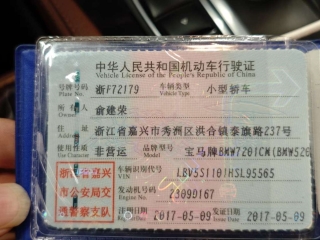 中华人民共和国机动车行驶证
Vehicle License of the People's Republic of China
号牌号码 浙F72179 车辆类型 小型轿车
Plate No. Vehicle Type
所有人 俞建荣
Owner
住址 浙江省嘉兴市秀洲区洪合镇泰旗路237号
Address
使用性质 非营运 品牌型号 宝马牌BMW7201CM(BMW526
Use Character Model
浙江省嘉兴 车辆识别代号 LBV5S1101HSL95565
VIN
市公安局交 发动机号码 23090167
Engine No.
通警察支队 注册日期 2017-05-09 发证日期 2017-05-09
Register Date Issue Date